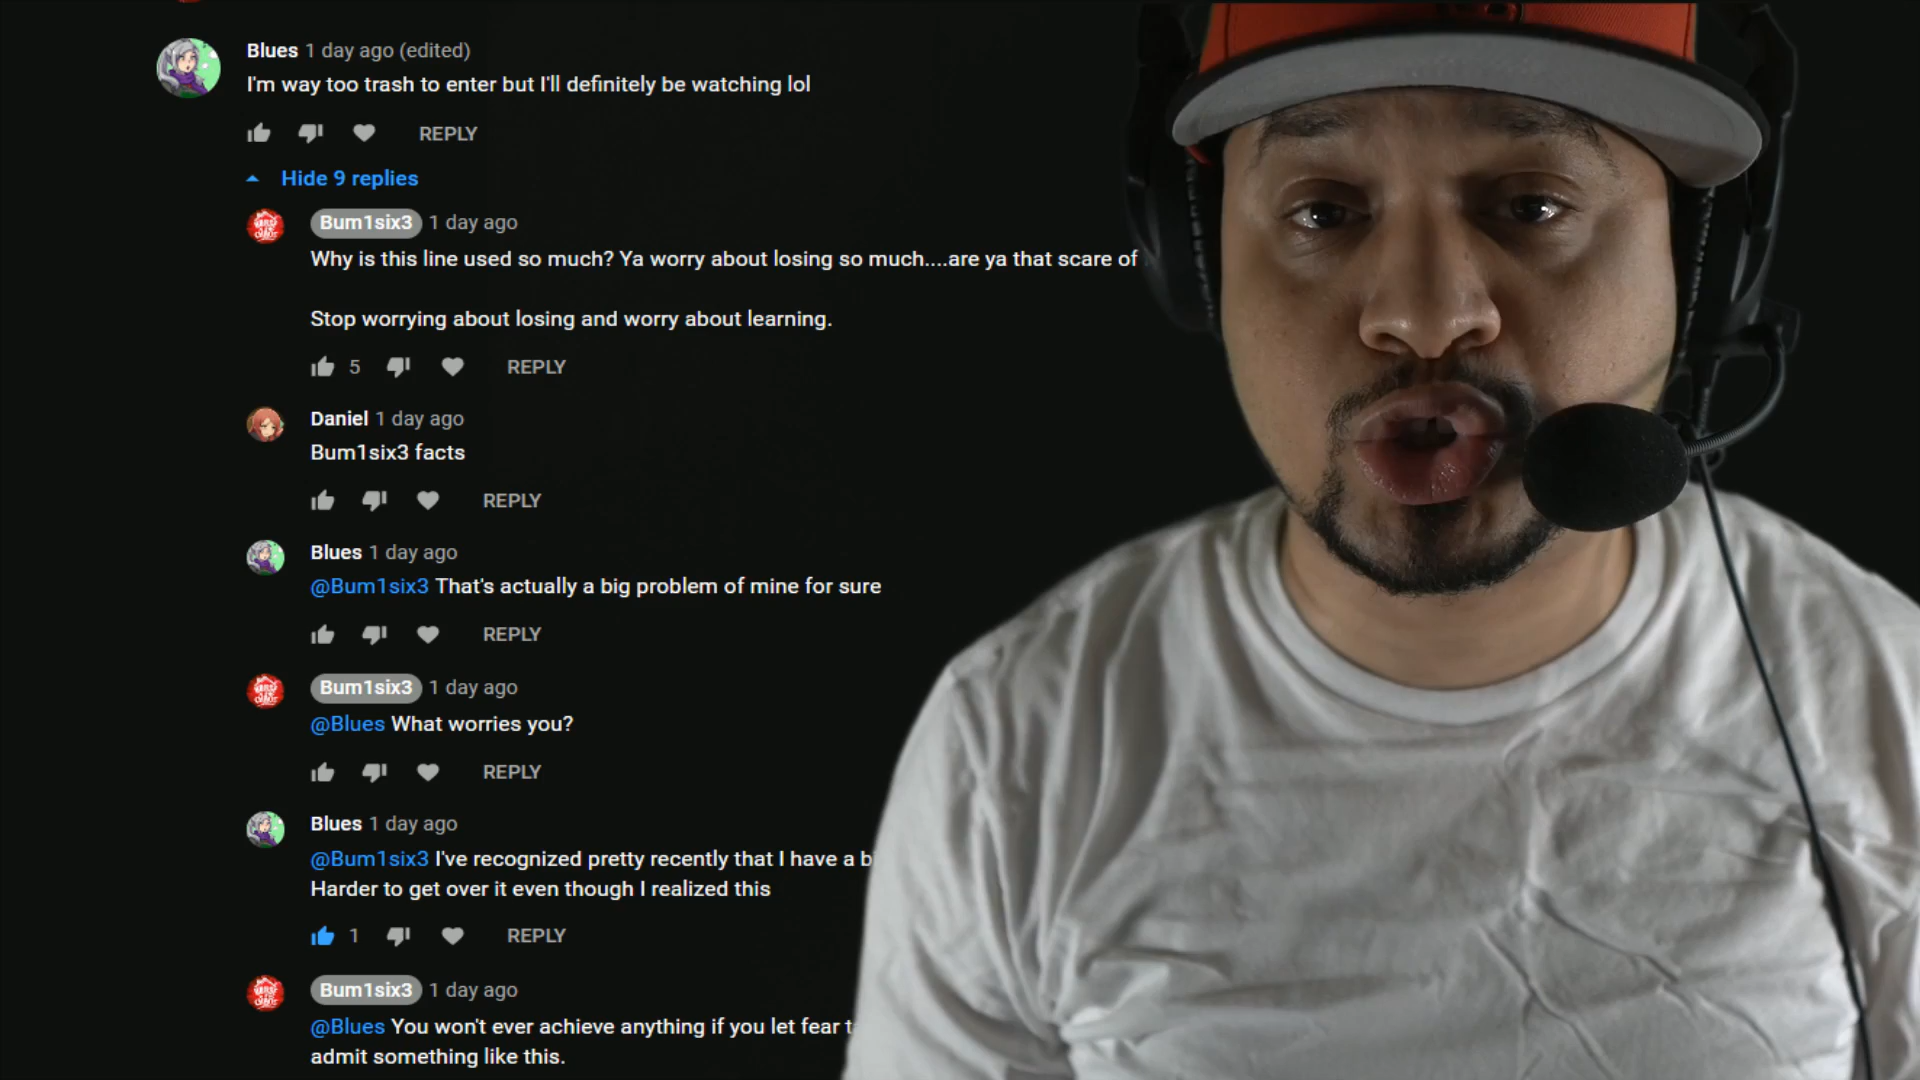 Blues 1 day ago (edited)
I'm way too trash to enter but I'll definitely be watching lol
REPLY
Hide 9 replies
Bum1six3 1 day ago
Why is this line used so much? Ya worry about losing so much....are ya that scare of
Stop worrying about losing and worry about learning.
5 REPLY
Daniel 1 day ago
Bum1six3 facts
REPLY
Blues 1 day ago
@Bum1six3 That's actually a big problem of mine for sure
REPLY
Bum1six3 1 day ago
@Blues What worries you?
REPLY
Blues 1 day ago
@Bum1six3 I've recognized pretty recently that I have a b
Harder to get over it even though I realized this
1 REPLY
Bum1six3 1 day ago
@Blues You won't ever achieve anything if you let fear t
admit something like this.